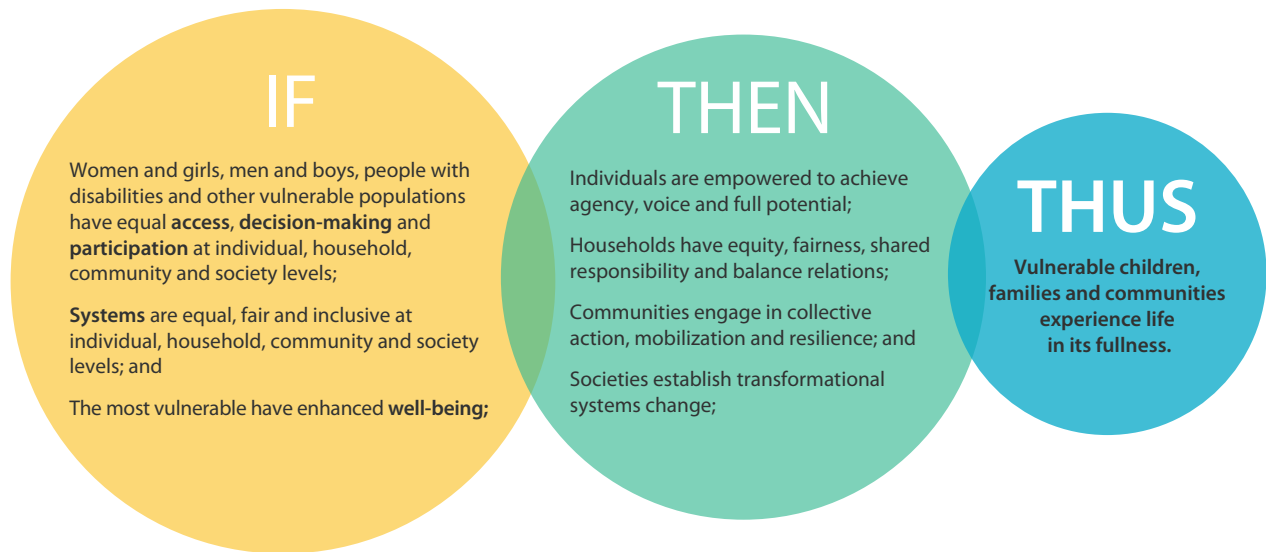 IF
Women and girls, men and boys, people with
disabilities and other vulnerable populations
have equal access, decision-making and
participation at individual, household,
community and society levels;
Systems are equal, fair and inclusive at
individual, household, community and society
levels; and
The most vulnerable have enhanced well-being;
THEN
Individuals are empowered to achieve
agency, voice and full potential;
Households have equity, fairness, shared
responsibility and balance relations;
Communities engage in collective
action, mobilization and resilience; and
Societies establish transformational
systems change;
THUS
Vulnerable children,
families and communities
experience life
in its fullness.